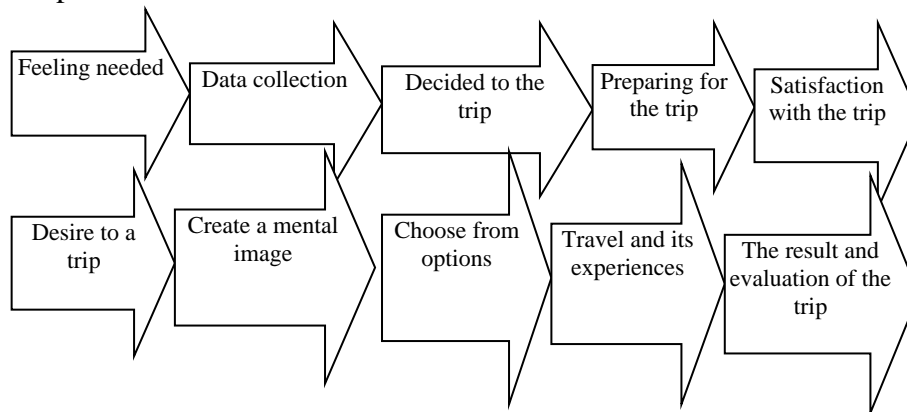 Feeling needed
Data collection
Decided to the
trip
Preparing for
the trip
Satisfaction
with the trip
Desire to a
trip
Create a mental
image
Choose from
options
Travel and its
experiences
The result and
evaluation of the
trip